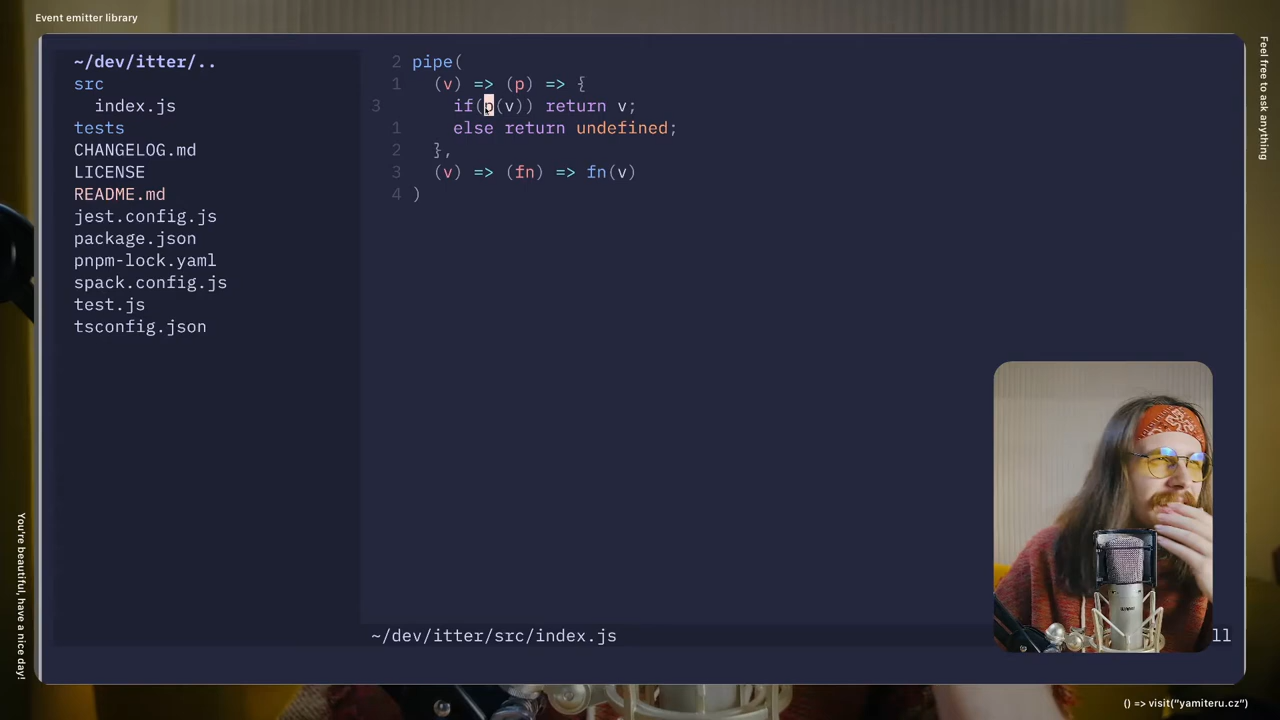 Event emitter library
~/dev/itter/..
src
index.js
tests
CHANGELOG.md
LICENSE
README.md
jest.config.js
package.json
pnpm-lock.yaml
spack.config.js
test.js
tsconfig.json
2 pipe(
1 (v) => (p) => {
3 if(p(v)) return v;
1 else return undefined;
2 },
3 (v) => (fn) => fn(v)
4 )
~/dev/itter/src/index.js
ll
Feel free to ask anything
You're beautiful, have a nice day!
() => visit("yamiteru.cz")